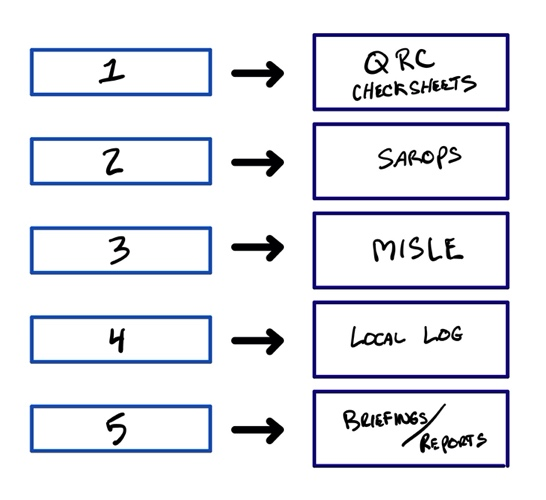 1
QRC
CHECKSHEETS
2
SAROPS
3
MISLE
4
LOCAL LOG
5
BRIEFINGS/
REPORTS